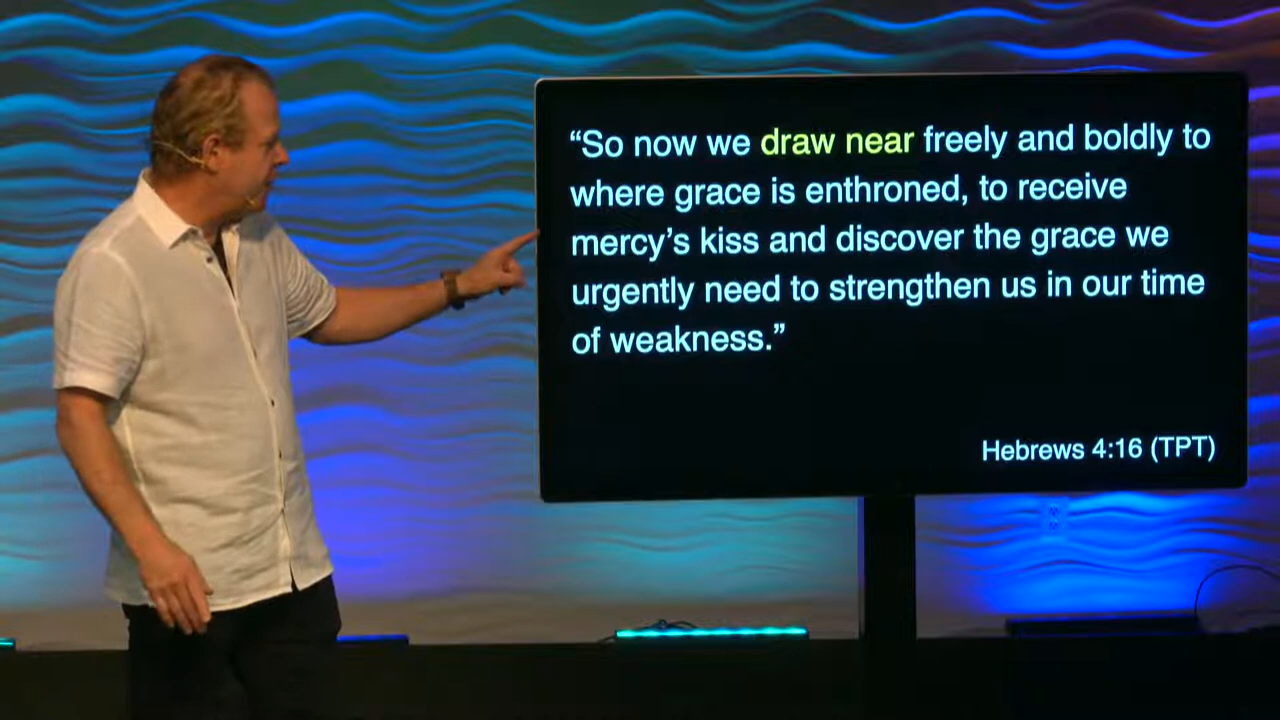 “So now we draw near freely and boldly to
where grace is enthroned, to receive
mercy’s kiss and discover the grace we
urgently need to strengthen us in our time
of weakness.”
Hebrews 4:16 (TPT)